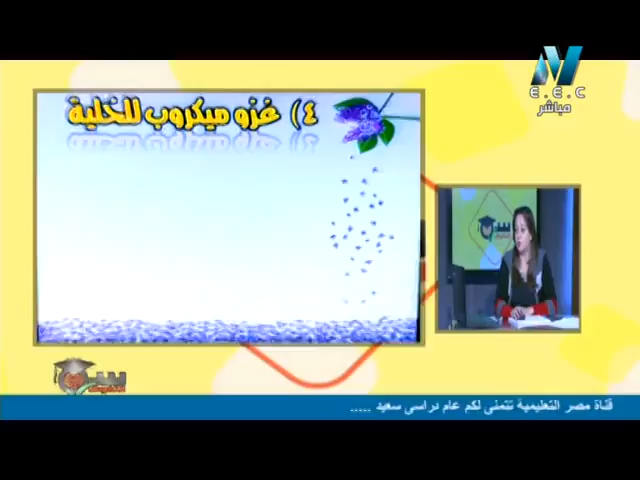 E.E.C
مباشر
٤) غزو ميكروب للخلية
قناة مصر التعليمية تتمنى لكم عام دراسى سعيد .....